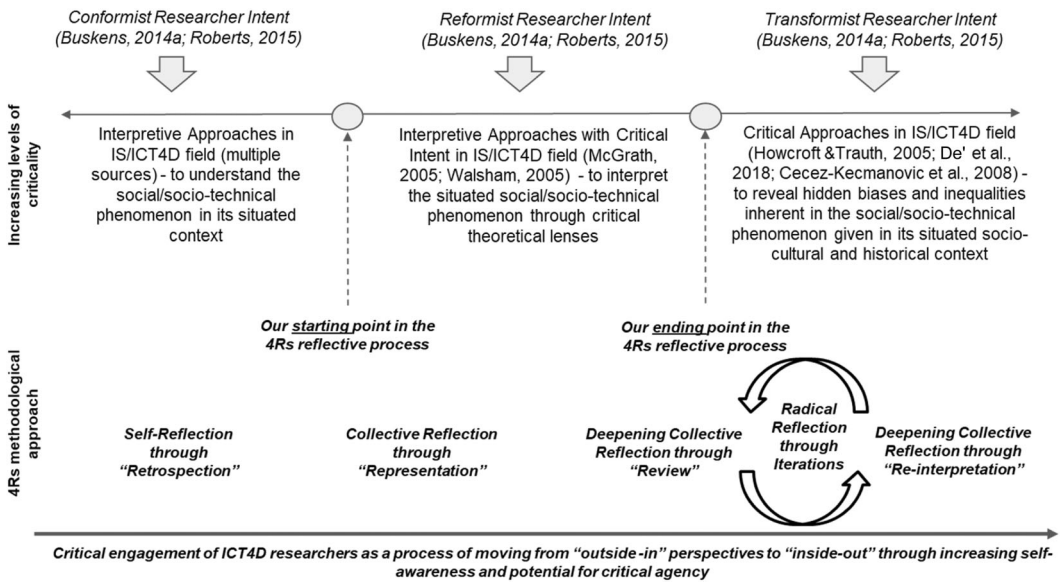 Conformist Researcher Intent
(Buskens, 2014a; Roberts, 2015)
Reformist Researcher Intent
(Buskens, 2014a; Roberts, 2015)
Transformist Researcher Intent
(Buskens, 2014a; Roberts, 2015)
Increasing levels of
criticality
Interpretive Approaches in
IS/ICT4D field (multiple
sources) - to understand the
social/socio-technical
phenomenon in its situated
context
Interpretive Approaches with Critical
Intent in IS/ICT4D field (McGrath,
2005; Walsham, 2005)  - to interpret
the situated social/socio-technical
phenomenon through critical
theoretical lenses
Critical Approaches in IS/ICT4D field
(Howcroft &Trauth, 2005; De' et al.,
2018; Cecez-Kecmanovic et al., 2008) -
to reveal hidden biases and inequalities
inherent in the social/socio-technical
phenomenon given in its situated socio-
cultural and historical context
Our starting point in the
4Rs reflective process
Our ending point in the
4Rs reflective process
4Rs methodological
approach
Self-Reflection
through
“Retrospection”
Collective Reflection
through
“Representation”
Deepening Collective
Reflection through
“Review”
Radical
Reflection
through
Iterations
Deepening Collective
Reflection through
“Re-interpretation”
Critical engagement of ICT4D researchers as a process of moving from “outside-in” perspectives to “inside-out” through increasing self-
awareness and potential for critical agency